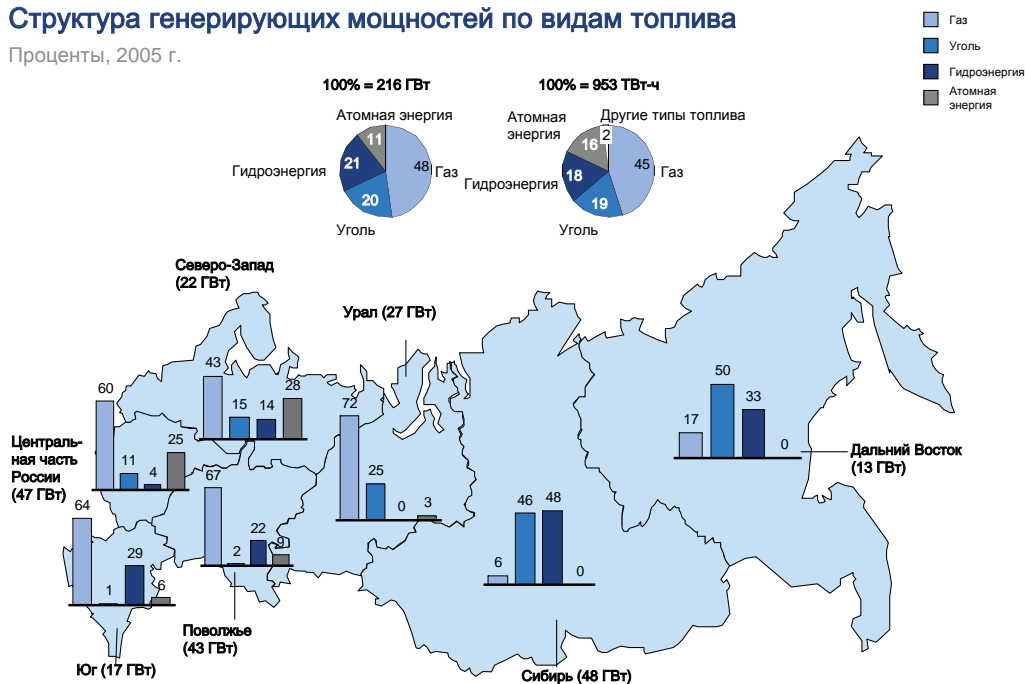 Структура генерирующих мощностей по видам топлива
Проценты, 2005 г.
Газ
Уголь
Гидроэнергия
Атомная
энергия
100% = 216 ГВт
Атомная энергия
11
Гидроэнергия
21
48
Газ
20
Уголь
100% = 953 ТВт-ч
Атомная
энергия
Другие типы топлива
2
16
45
Газ
Гидроэнергия
18
19
Уголь
Северо-Запад
(22 ГВт)
43
15
14
28
Урал (27 ГВт)
72
25
0
3
Централь-
ная часть
России
(47 ГВт)
60
11
4
25
67
2
22
9
Поволжье
(43 ГВт)
64
1
29
6
Юг (17 ГВт)
6
46
48
0
Сибирь (48 ГВт)
17
50
33
0
Дальний Восток
(13 ГВт)